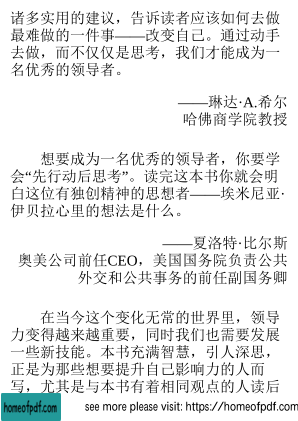 诸多实用的建议，告诉读者应该如何去做
最难做的一件事——改变自己。通过动手
去做，而不仅仅是思考，我们才能成为一
名优秀的领导者。
——琳达·A.希尔
哈佛商学院教授
想要成为一名优秀的领导者，你要学
会“先行动后思考”。读完这本书你就会明
白这位有独创精神的思想者——埃米尼亚·
伊贝拉心里的想法是什么。
——夏洛特·比尔斯
奥美公司前任CEO，美国国务院负责公共
外交和公共事务的前任副国务卿
在当今这个变化无常的世界里，领导
力变得越来越重要，同时我们也需要发展
一些新技能。本书充满智慧，引人深思，
正是为那些想要提升自己影响力的人而
写，尤其是与本书有着相同观点的人读后
homeofpdf.com
see more please visit: https://homeofpdf.com